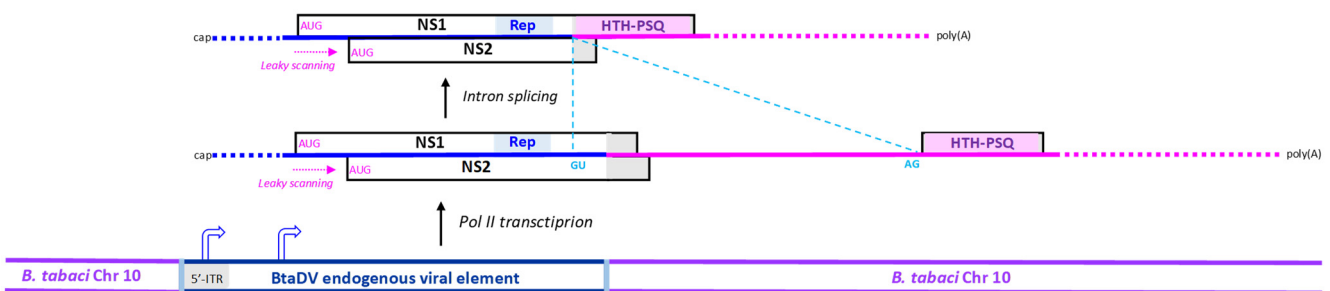 AUG NS1 Rep HTH-PSQ
cap poly(A)
AUG NS2
Leaky scanning
Intron splicing
AUG NS1 Rep HTH-PSQ
cap poly(A)
AUG NS2 GU AG
Leaky scanning
Pol II transctiprion
B. tabaci Chr 10 5’-ITR BtaDV endogenous viral element B. tabaci Chr 10